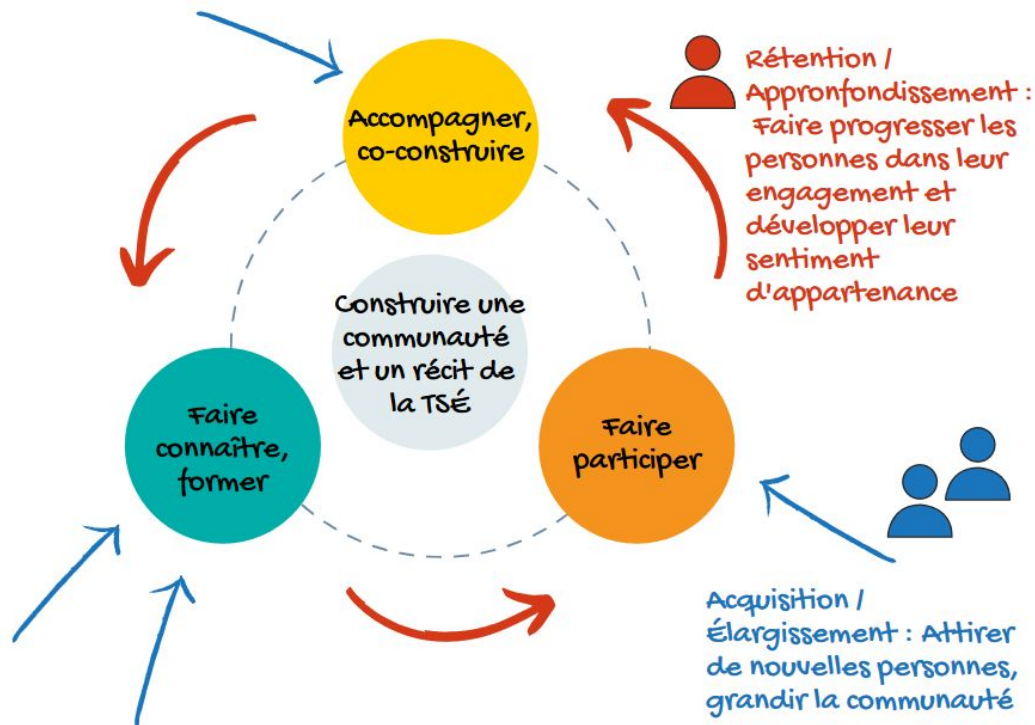 Accompagner,
co-construire
Rétention /
Appronfondissement :
Faire progresser les
personnes dans leur
engagement et
développer leur
sentiment
d'appartenance
Construire une
communauté
et un récit de
la TSÉ
Faire
connaître,
former
Faire
participer
Acquisition /
Élargissement : Attirer
de nouvelles personnes,
grandir la communauté